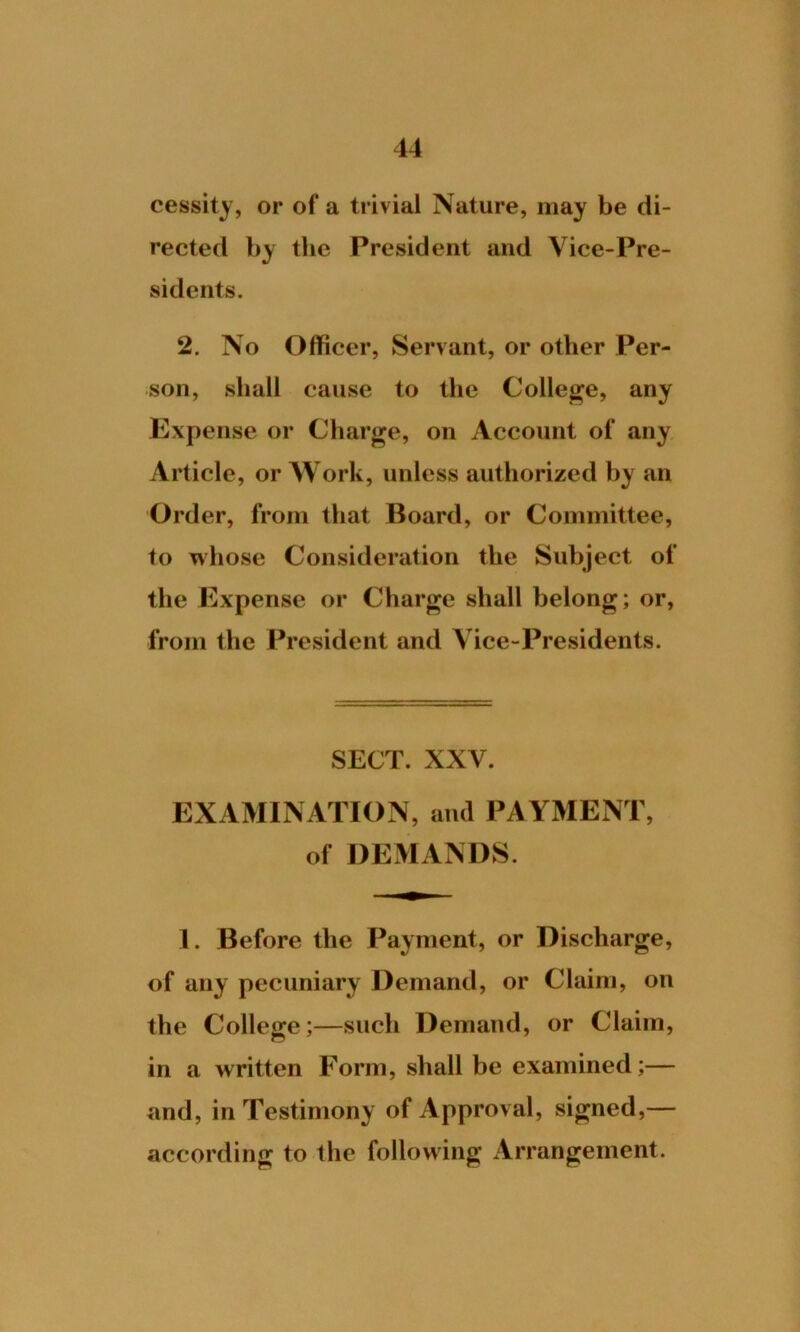 44
cessity, or of a trivial Nature, may be di-
rected by the President and Vice-Pre-
sidents.
2. No Officer, Servant, or other Per-
son, shall cause to the College, any
Expense or Charge, on Account of any
Article, or Work, unless authorized by an
Order, from that Board, or Committee,
to whose Consideration the Subject of
the Expense or Charge shall belong; or,
from the President and Vice-Presidents.
SECT. XXV.
EXAMINATION, and PAYMENT,
of DEMANDS.
1. Before the Payment, or Discharge,
of any pecuniary Demand, or Claim, on
the College;—such Demand, or Claim,
in a written Form, shall be examined;—
and, in Testimony of Approval, signed,—
according to the following Arrangement.